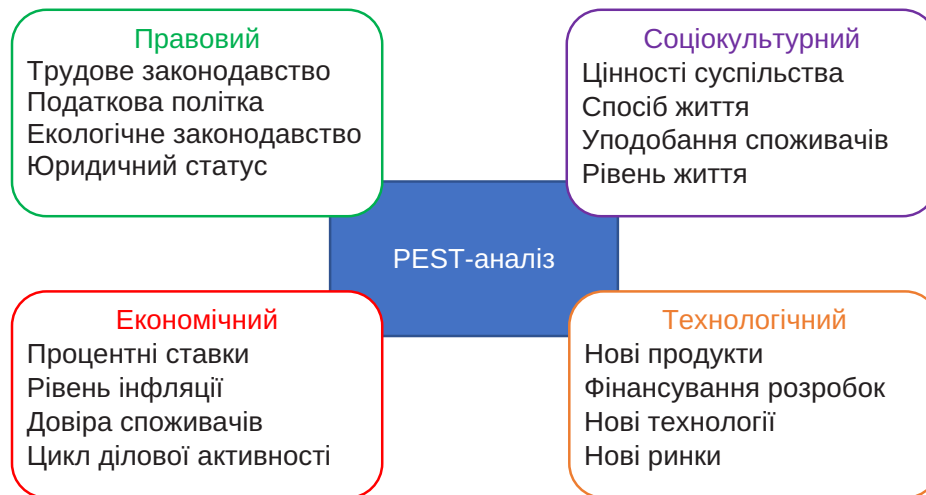 Правовий
Трудове законодавство
Податкова політка
Екологічне законодавство
Юридичний статус
Соціокультурний
Цінності суспільства
Спосіб життя
Уподобання споживачів
Рівень життя
PEST-аналіз
Економічний
Процентні ставки
Рівень інфляції
Довіра споживачів
Цикл ділової активності
Технологічний
Нові продукти
Фінансування розробок
Нові технології
Нові ринки